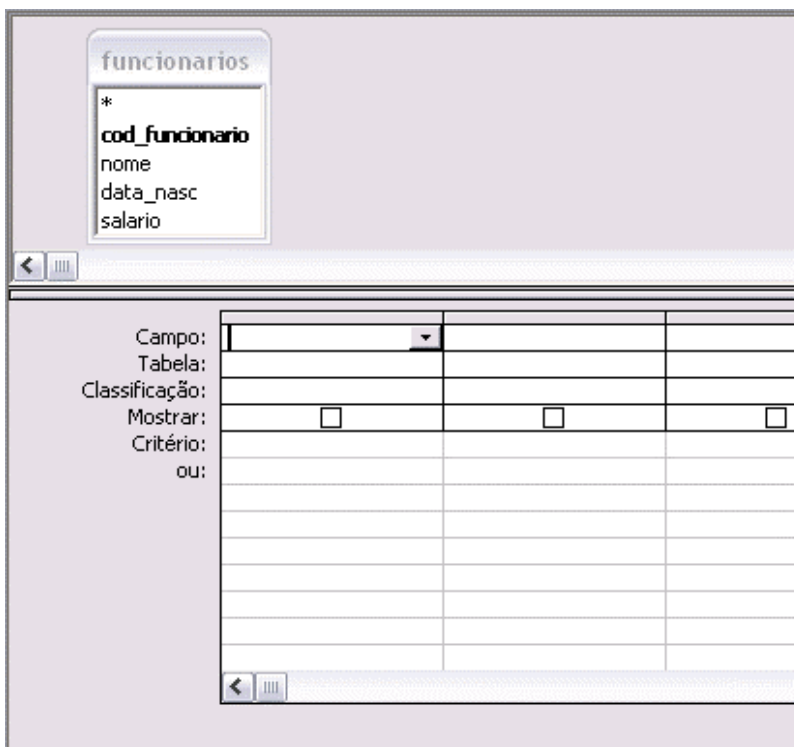 funcionarios
*
cod_funcionario
nome
data_nasc
salario
Campo:
Tabela:
Classificação:
Mostrar:
Critério:
ou: